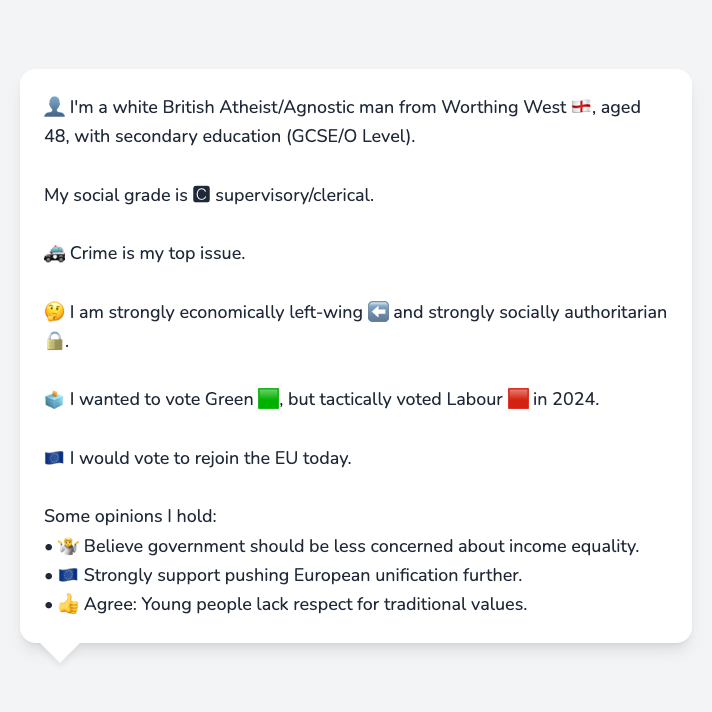 👤 I'm a white British Atheist/Agnostic man from Worthing West 🏴󠁧󠁢󠁥󠁮󠁧󠁿, aged
48, with secondary education (GCSE/O Level).
My social grade is 🅲 supervisory/clerical.
🚓 Crime is my top issue.
🤔 I am strongly economically left-wing ⬅️ and strongly socially authoritarian
🔒.
🗳️ I wanted to vote Green 🟩, but tactically voted Labour 🟥 in 2024.
🇪🇺 I would vote to rejoin the EU today.
Some opinions I hold:
• 🤷 Believe government should be less concerned about income equality.
• 🇪🇺 Strongly support pushing European unification further.
• 👍 Agree: Young people lack respect for traditional values.